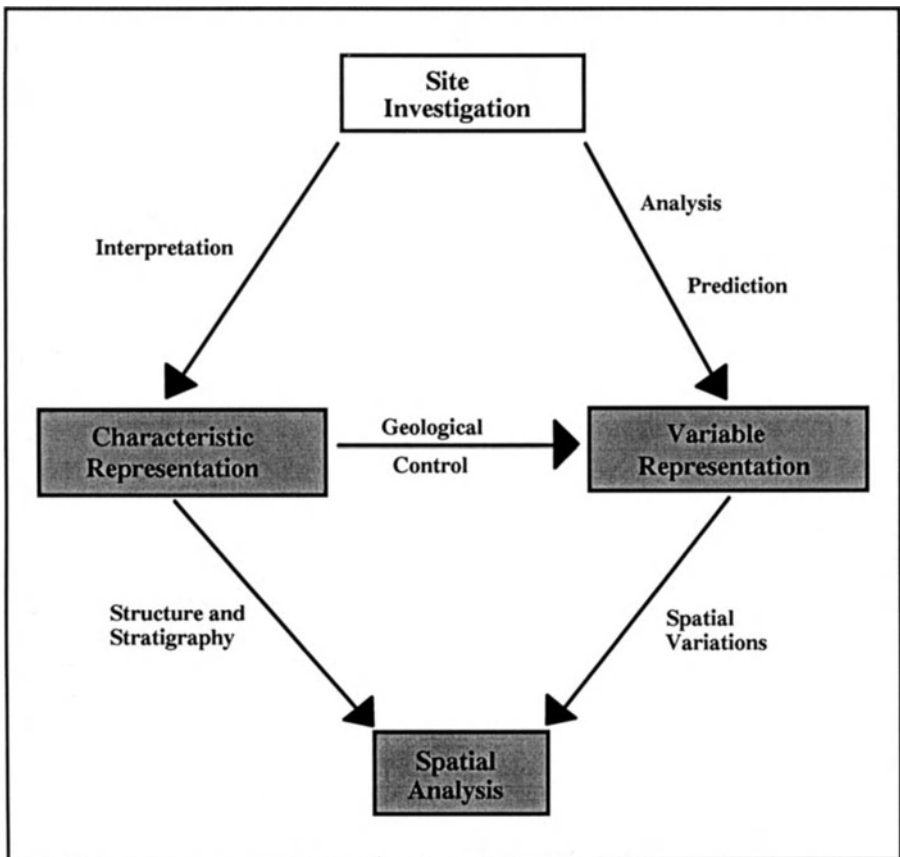 Site
Investigation
Analysis
Interpretation
Prediction
Characteristic
Representation
Geological
Control
Variable
Representation
Structure and
Stratigraphy
Spatial
Variations
Spatial
Analysis